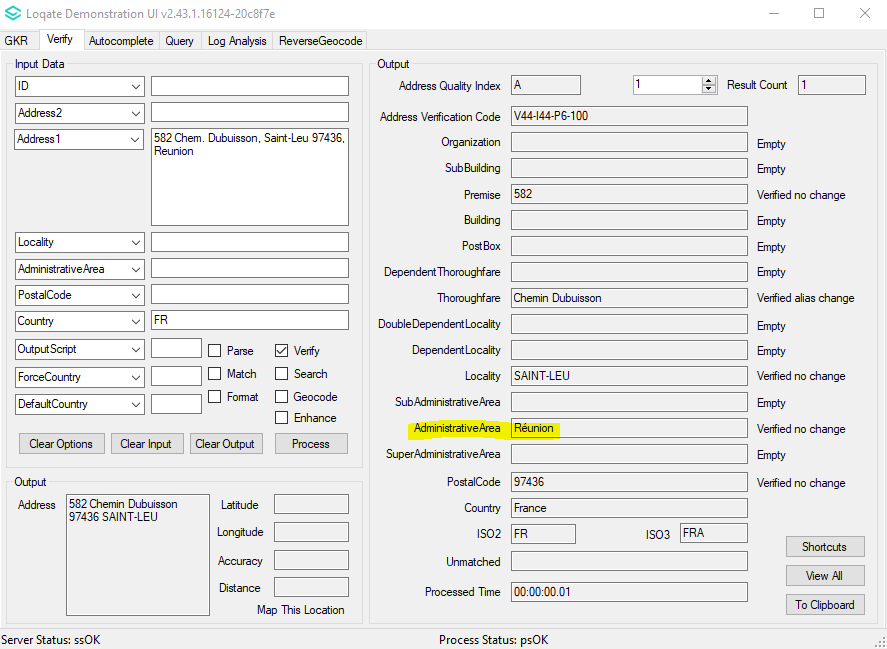 Loqate Demonstration UI v2.43.1.16124-20c8f7e
GKR Verify Autocomplete Query Log Analysis ReverseGeocode
Input Data
ID
Address2
Address1 582 Chem. Dubuisson, Saint-Leu 97436,
Reunion
Locality
AdministrativeArea
PostalCode
Country FR
OutputScript Parse Verify
ForceCountry Match Search
DefaultCountry Format Geocode
Enhance
Clear Options Clear Input Clear Output Process
Output
Address 582 Chemin Dubuisson
97436 SAINT-LEU
Latitude
Longitude
Accuracy
Distance
Map This Location
Output
Address Quality Index A 1 Result Count 1
Address Verification Code V44-I44-P6-100
Organization Empty
SubBuilding Empty
Premise 582 Verified no change
Building Empty
PostBox Empty
DependentThoroughfare Empty
Thoroughfare Chemin Dubuisson Verified alias change
DoubleDependentLocality Empty
DependentLocality Empty
Locality SAINT-LEU Verified no change
SubAdministrativeArea Empty
AdministrativeArea Réunion Verified no change
SuperAdministrativeArea Empty
PostalCode 97436 Verified no change
Country France
ISO2 FR ISO3 FRA
Unmatched
Processed Time 00:00:00.01
Shortcuts
View All
To Clipboard
Server Status: ssOK Process Status: psOK